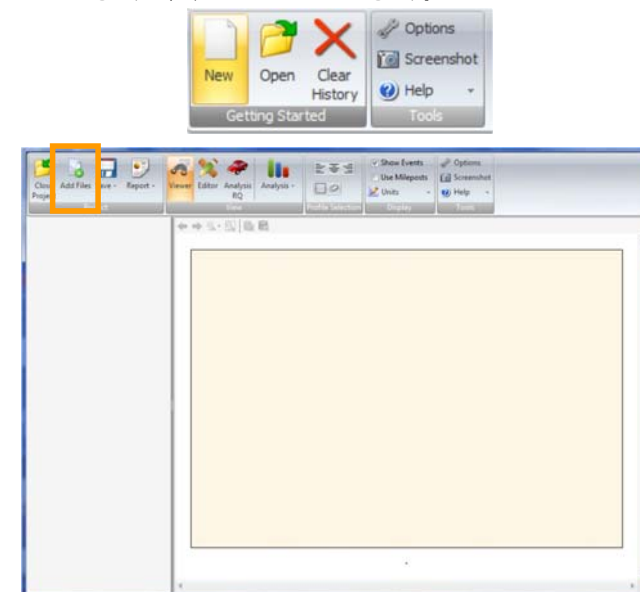 New Open Clear History
Getting Started
Options
Screenshot
Help
Tools
Add Files
Report
Viewer
Editor
Analysis RQ
Analysis
View
Profile Selection
Show Events
Use Mileposts
Units
Display
Options
Screenshot
Help
Tools